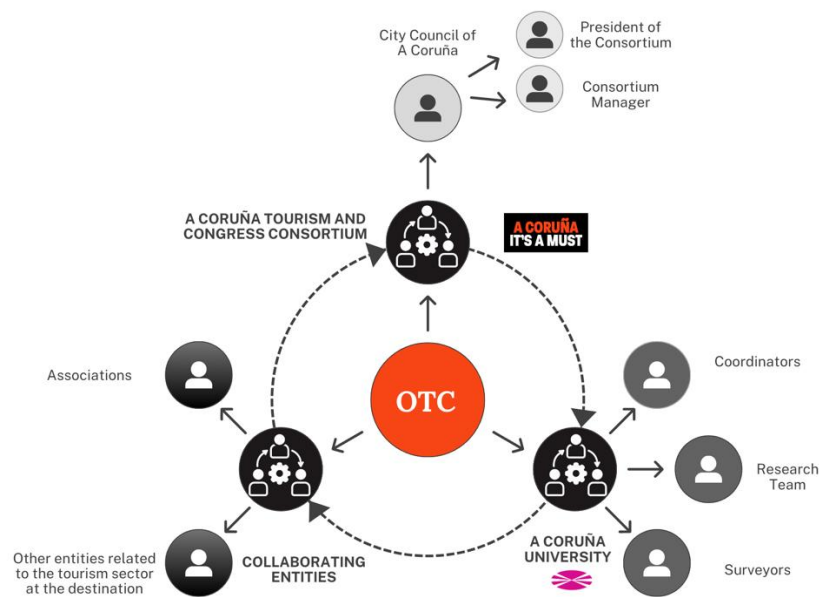 City Council of
A Coruña
President of
the Consortium
Consortium
Manager
A CORUÑA TOURISM AND
CONGRESS CONSORTIUM
A CORUÑA
IT'S A MUST
Associations
OTC
Coordinators
Research
Team
Other entities related
to the tourism sector
at the destination
COLLABORATING
ENTITIES
A CORUÑA
UNIVERSITY
Surveyors